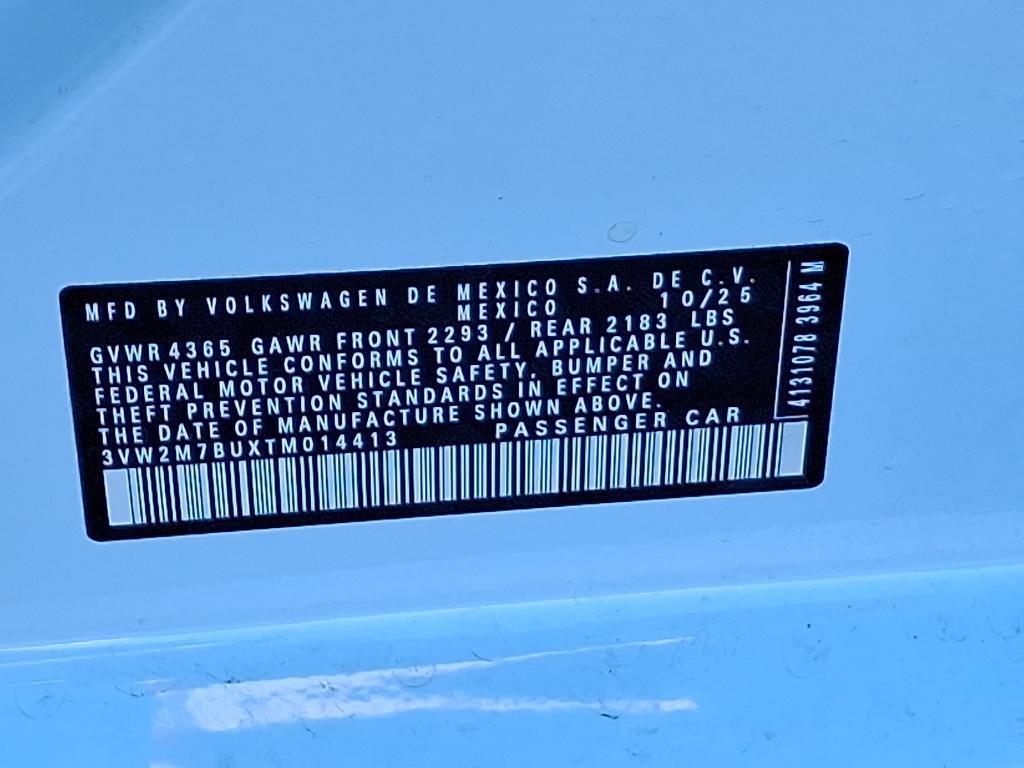 MFD BY VOLKSWAGEN DE MEXICO S.A. DE C.V.
MEXICO 10/25
GVWR 4365 GAWR FRONT 2293 / REAR 2183 LBS
THIS VEHICLE CONFORMS TO ALL APPLICABLE U.S.
FEDERAL MOTOR VEHICLE SAFETY, BUMPER AND
THEFT PREVENTION STANDARDS IN EFFECT ON
THE DATE OF MANUFACTURE SHOWN ABOVE.
3VW2M7BUXTM014413 PASSENGER CAR
4131078 3964 M